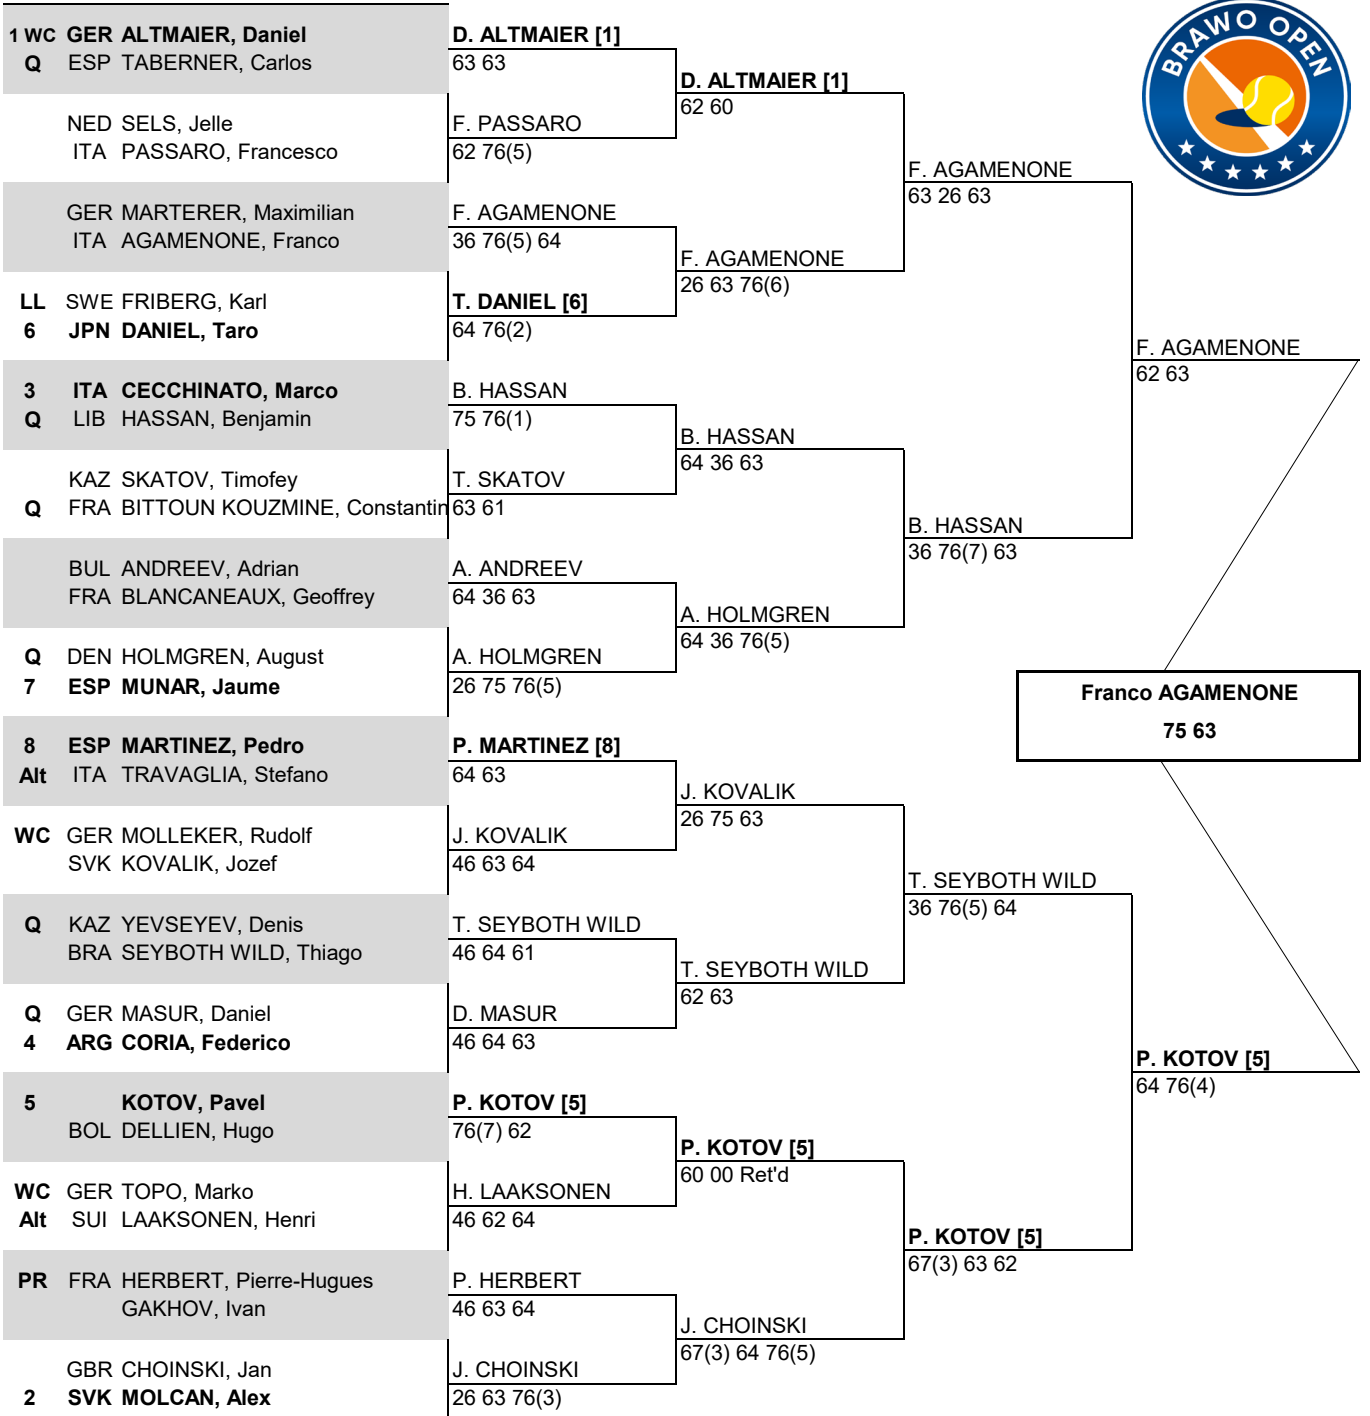 BRAWO OPEN
1 WC GER ALTMAIER, Daniel
Q ESP TABERNER, Carlos
NED SELS, Jelle
ITA PASSARO, Francesco
GER MARTERER, Maximilian
ITA AGAMENONE, Franco
LL SWE FRIBERG, Karl
6 JPN DANIEL, Taro
3 ITA CECCHINATO, Marco
Q LIB HASSAN, Benjamin
KAZ SKATOV, Timofey
Q FRA BITTOUN KOUZMINE, Constantin
BUL ANDREEV, Adrian
FRA BLANCANEAUX, Geoffrey
Q DEN HOLMGREN, August
7 ESP MUNAR, Jaume
8 ESP MARTINEZ, Pedro
Alt ITA TRAVAGLIA, Stefano
WC GER MOLLEKER, Rudolf
SVK KOVALIK, Jozef
Q KAZ YEVSEYEV, Denis
BRA SEYBOTH WILD, Thiago
Q GER MASUR, Daniel
4 ARG CORIA, Federico
5 KOTOV, Pavel
BOL DELLIEN, Hugo
WC GER TOPO, Marko
Alt SUI LAAKSONEN, Henri
PR FRA HERBERT, Pierre-Hugues
GAKHOV, Ivan
GBR CHOINSKI, Jan
2 SVK MOLCAN, Alex
D. ALTMAIER [1]
63 63
F. PASSARO
62 76(5)
F. AGAMENONE
36 76(5) 64
T. DANIEL [6]
64 76(2)
B. HASSAN
75 76(1)
T. SKATOV
63 61
A. ANDREEV
64 36 63
A. HOLMGREN
26 75 76(5)
P. MARTINEZ [8]
64 63
J. KOVALIK
46 63 64
T. SEYBOTH WILD
46 64 61
D. MASUR
46 64 63
P. KOTOV [5]
76(7) 62
H. LAAKSONEN
46 62 64
P. HERBERT
46 63 64
J. CHOINSKI
26 63 76(3)
D. ALTMAIER [1]
62 60
F. AGAMENONE
26 63 76(6)
B. HASSAN
64 36 63
A. HOLMGREN
64 36 76(5)
J. KOVALIK
26 75 63
T. SEYBOTH WILD
62 63
P. KOTOV [5]
60 00 Ret'd
J. CHOINSKI
67(3) 64 76(5)
F. AGAMENONE
63 26 63
B. HASSAN
36 76(7) 63
T. SEYBOTH WILD
36 76(5) 64
P. KOTOV [5]
67(3) 63 62
F. AGAMENONE
62 63
P. KOTOV [5]
64 76(4)
Franco AGAMENONE
75 63